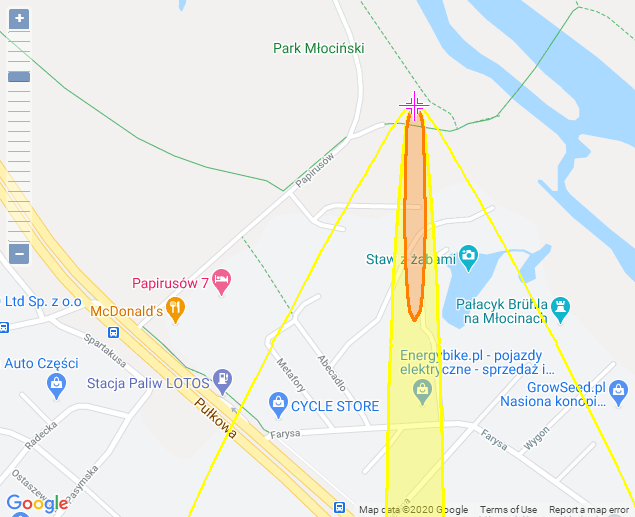 +
Park Młociński
Papirusów
Staw z żabami
Papirusów 7
McDonald's
Ltd Sp. z o.o
Pałacyk Brühla
na Młocinach
Spartakusa
Auto Części
Stacja Paliw LOTOS
Pułkowa
Metafory
Abecadło
Energybike.pl - pojazdy
elektryczne - sprzedaż i...
CYCLE STORE
GrowSeed.pl
Nasiona konopi...
Farysa
Farysa
Wygon
Radecka
Pasymska
Ostaszew
Google
Map data ©2020 Google
Terms of Use
Report a map error